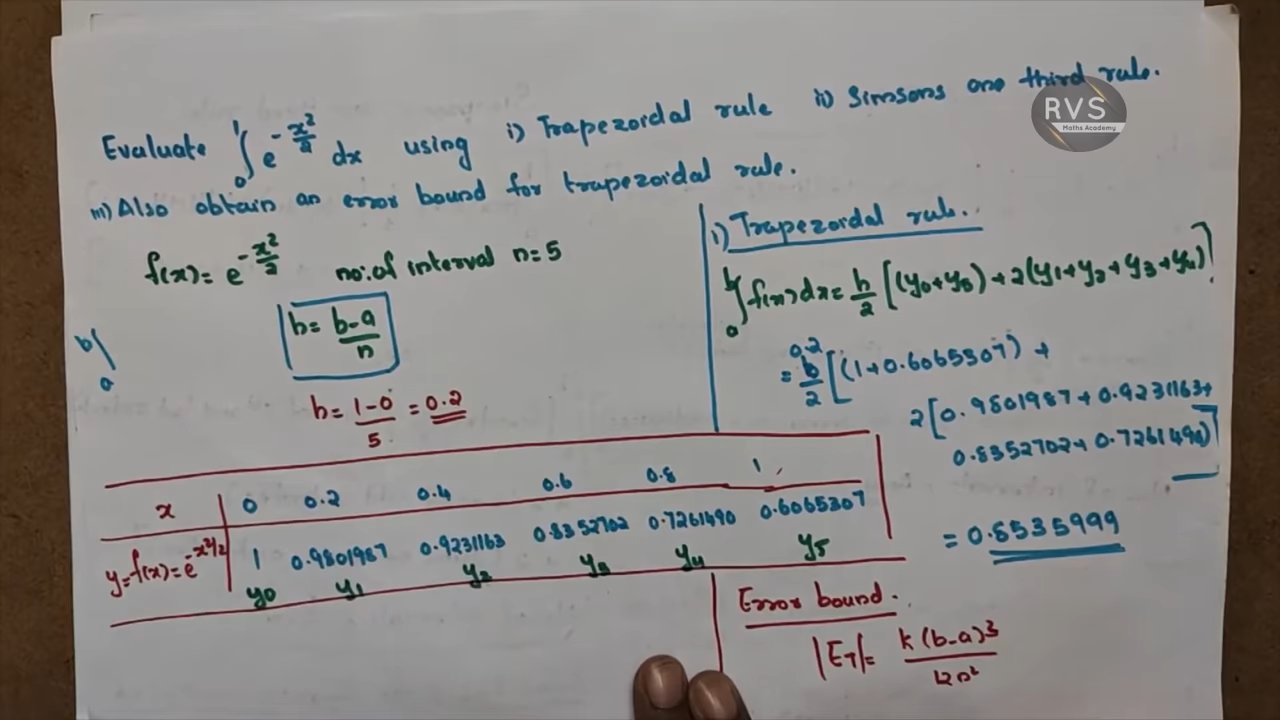 RVS
Maths Academy
Evaluate ∫₀¹ e^(-x²/2) dx using i) Trapezoidal rule ii) Simsons one third rule.
iii) Also obtain an error bound for trapezoidal rule.
f(x) = e^(-x²/2) no. of interval n=5
h = (b-a)/n
b
a
h = (1-0)/5 = 0.2
x 0 0.2 0.4 0.6 0.8 1
y=f(x)=e^(-x²/2) 1 0.9801987 0.9231163 0.8352702 0.7261490 0.6065307
y0 y1 y2 y3 y4 y5
i) Trapezoidal rule.
∫ₐᵇ f(x) dx = h/2 [(y0+y5)+2(y1+y2+y3+y4)]
0.2
= h/2 [(1+0.6065307) +
2[0.9801987+0.9231163+
0.8352702+0.7261490)]
= 0.8535999
Error bound.
|E_T| = K(b-a)³/12n²